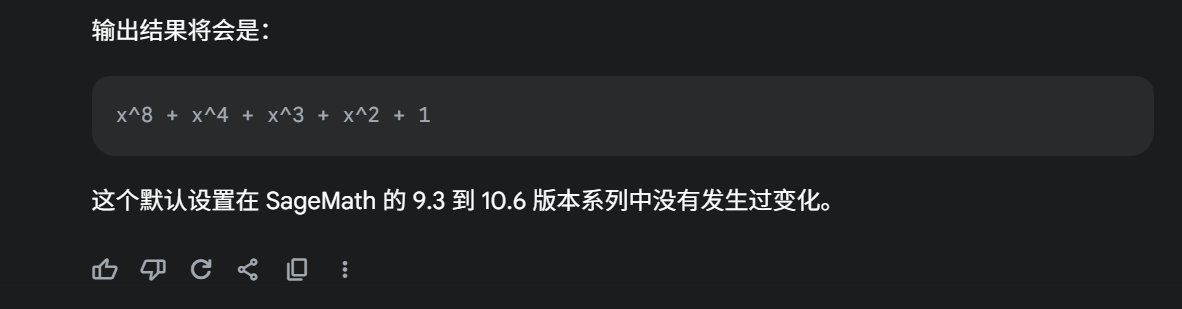 输出结果将会是：
x^8 + x^4 + x^3 + x^2 + 1
这个默认设置在 SageMath 的 9.3 到 10.6 版本系列中没有发生过变化。